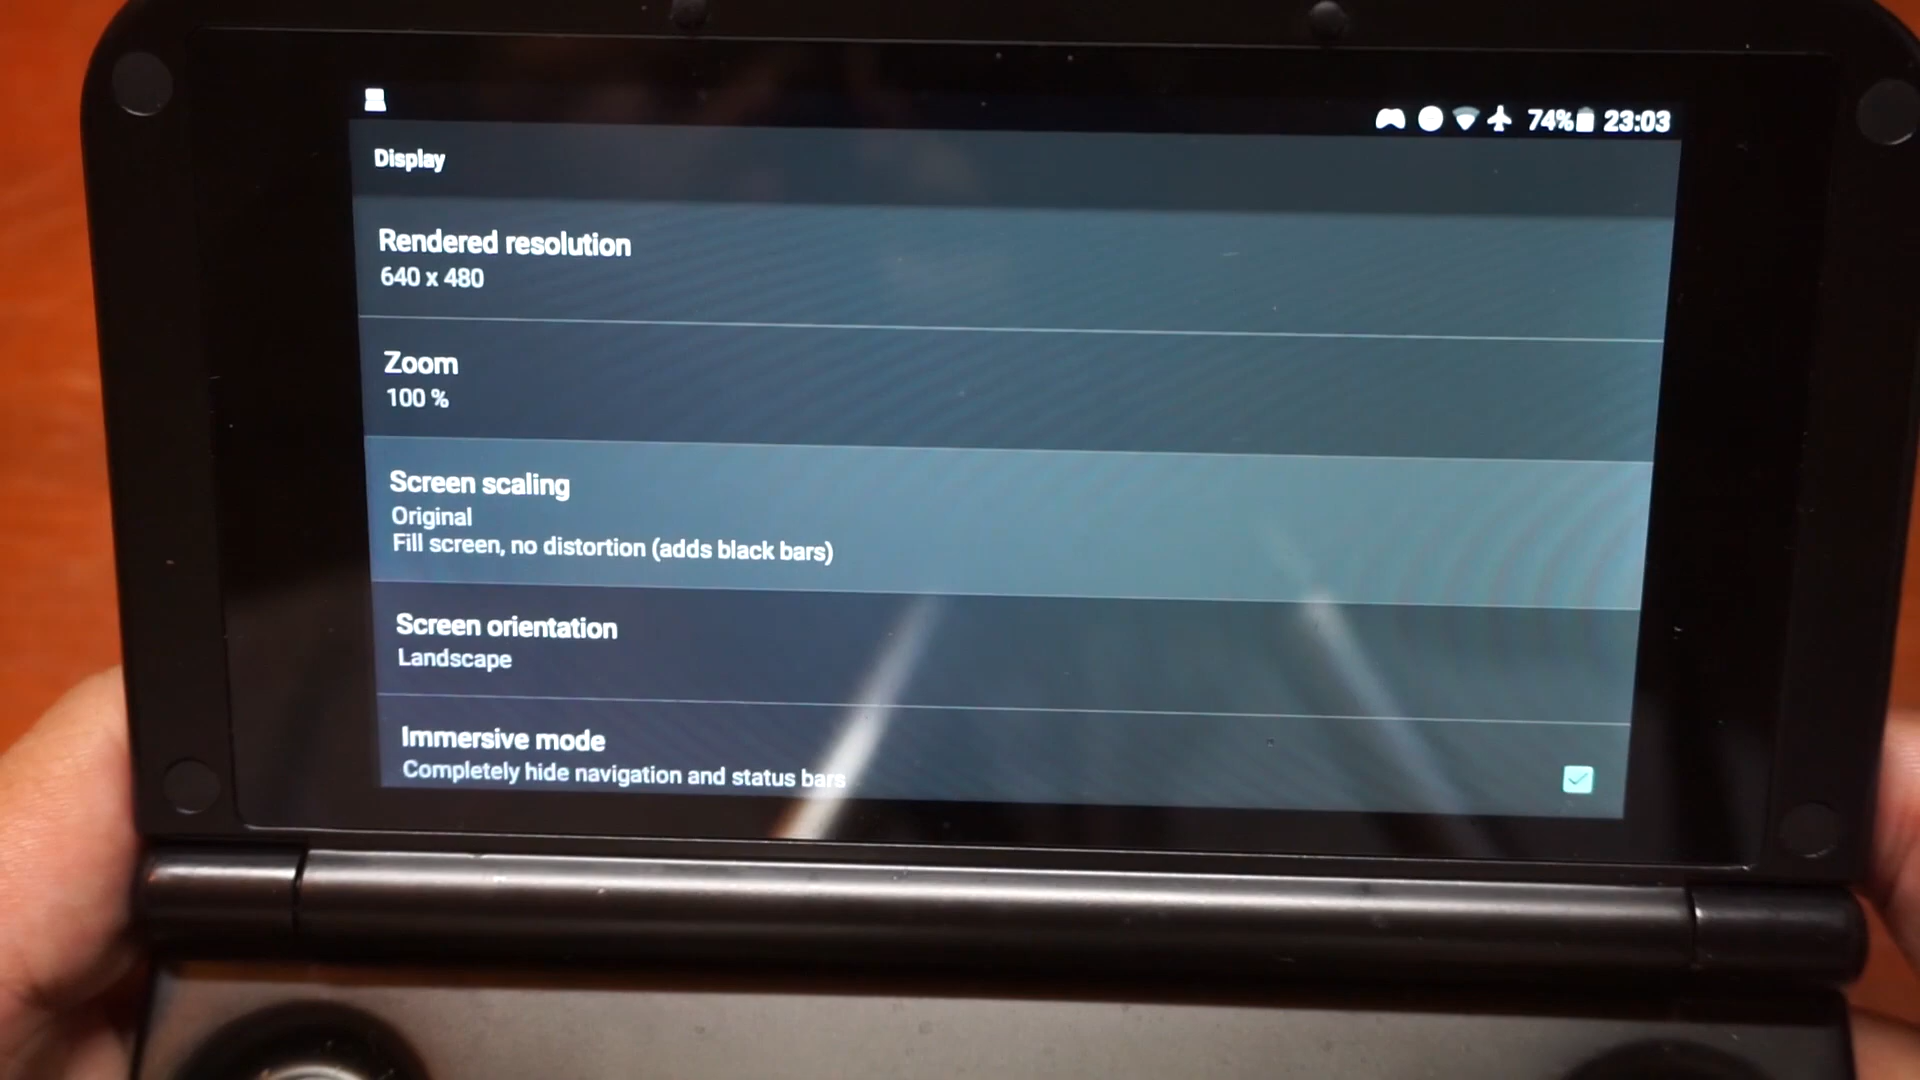 74% 23:03
Display
Rendered resolution
640 x 480
Zoom
100 %
Screen scaling
Original
Fill screen, no distortion (adds black bars)
Screen orientation
Landscape
Immersive mode
Completely hide navigation and status bars